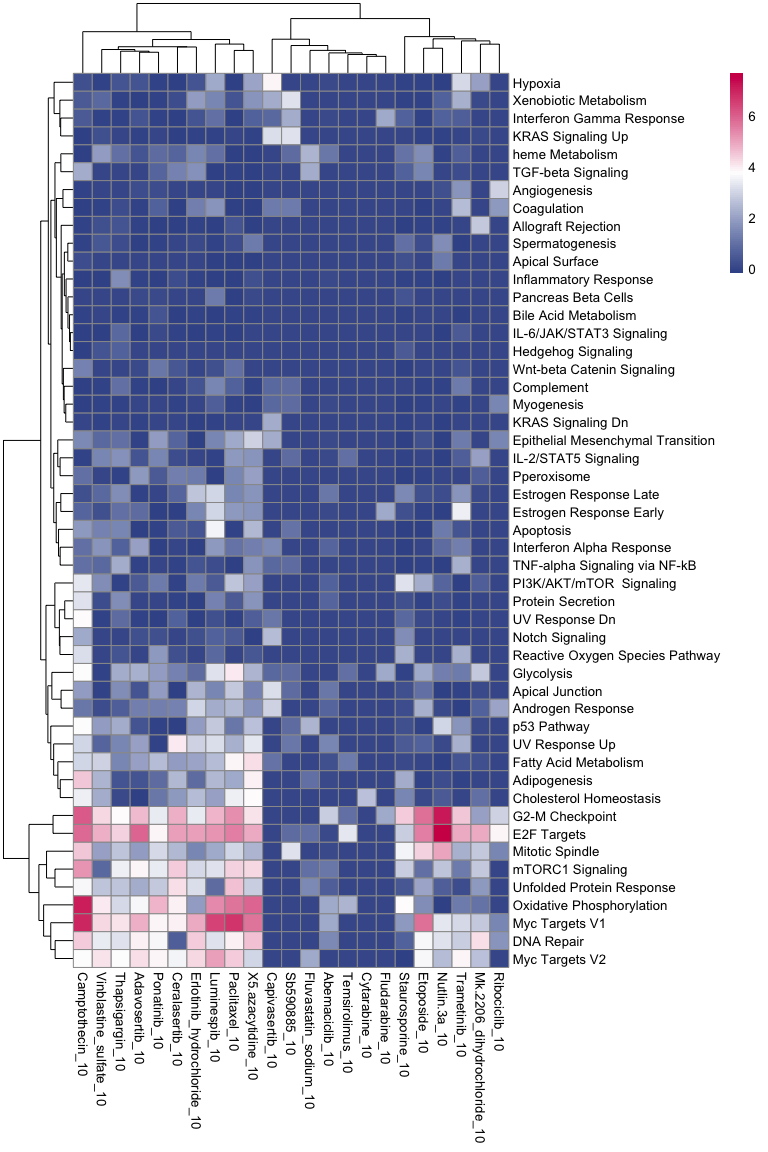 Hypoxia
Xenobiotic Metabolism
Interferon Gamma Response
KRAS Signaling Up
heme Metabolism
TGF-beta Signaling
Angiogenesis
Coagulation
Allograft Rejection
Spermatogenesis
Apical Surface
Inflammatory Response
Pancreas Beta Cells
Bile Acid Metabolism
IL-6/JAK/STAT3 Signaling
Hedgehog Signaling
Wnt-beta Catenin Signaling
Complement
Myogenesis
KRAS Signaling Dn
Epithelial Mesenchymal Transition
IL-2/STAT5 Signaling
Pperoxisome
Estrogen Response Late
Estrogen Response Early
Apoptosis
Interferon Alpha Response
TNF-alpha Signaling via NF-kB
PI3K/AKT/mTOR Signaling
Protein Secretion
UV Response Dn
Notch Signaling
Reactive Oxygen Species Pathway
Glycolysis
Apical Junction
Androgen Response
p53 Pathway
UV Response Up
Fatty Acid Metabolism
Adipogenesis
Cholesterol Homeostasis
G2-M Checkpoint
E2F Targets
Mitotic Spindle
mTORC1 Signaling
Unfolded Protein Response
Oxidative Phosphorylation
Myc Targets V1
DNA Repair
Myc Targets V2
6
4
2
0
Camptothecin_10
Vinblastine_sulfate_10
Thapsigargin_10
Adavosertib_10
Ponatinib_10
Ceralasertib_10
Erlotinib_hydrochloride_10
Luminespib_10
Paclitaxel_10
X5.azacytidine_10
Capivasertib_10
Sb590885_10
Fluvastatin_sodium_10
Abemaciclib_10
Temsirolimus_10
Cytarabine_10
Fludarabine_10
Staurosporine_10
Etoposide_10
Nutlin.3a_10
Trametinib_10
Mk.2206_dihydrochloride_10
Ribociclib_10